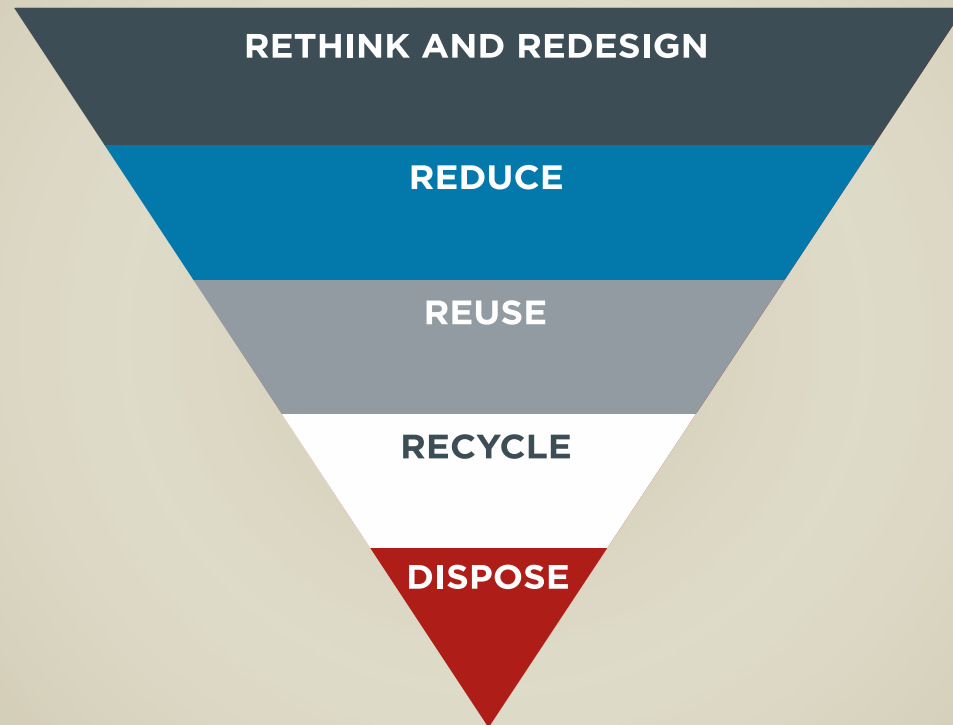 RETHINK AND REDESIGN
REDUCE
REUSE
RECYCLE
DISPOSE